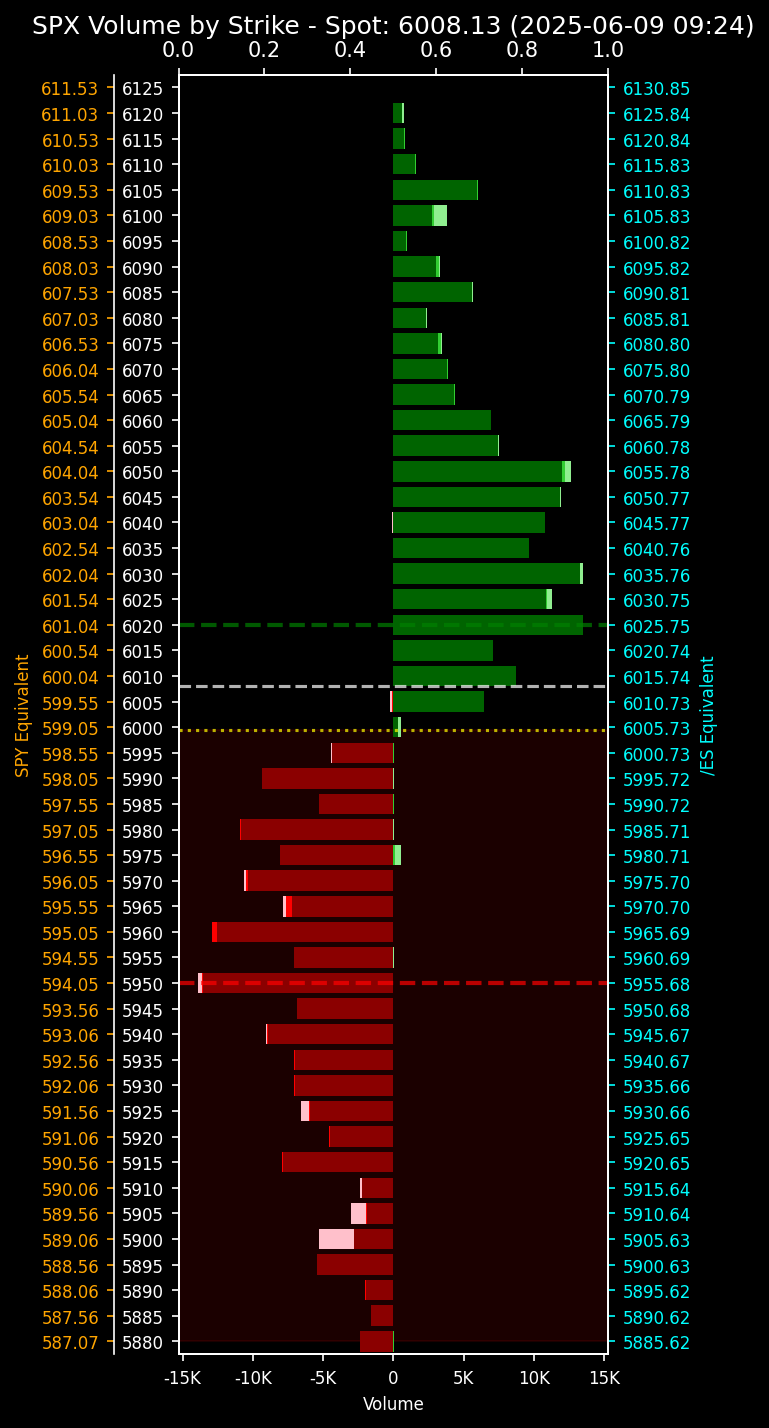 SPX Volume by Strike - Spot: 6008.13 (2025-06-09 09:24)
0.0 0.2 0.4 0.6 0.8 1.0
611.53 6125 6130.85
611.03 6120 6125.84
610.53 6115 6120.84
610.03 6110 6115.83
609.53 6105 6110.83
609.03 6100 6105.83
608.53 6095 6100.82
608.03 6090 6095.82
607.53 6085 6090.81
607.03 6080 6085.81
606.53 6075 6080.80
606.04 6070 6075.80
605.54 6065 6070.79
605.04 6060 6065.79
604.54 6055 6060.78
604.04 6050 6055.78
603.54 6045 6050.77
603.04 6040 6045.77
602.54 6035 6040.76
602.04 6030 6035.76
601.54 6025 6030.75
601.04 6020 6025.75
600.54 6015 6020.74
600.04 6010 6015.74
599.55 6005 6010.73
599.05 6000 6005.73
598.55 5995 6000.73
598.05 5990 5995.72
597.55 5985 5990.72
597.05 5980 5985.71
596.55 5975 5980.71
596.05 5970 5975.70
595.55 5965 5970.70
595.05 5960 5965.69
594.55 5955 5960.69
594.05 5950 5955.68
593.56 5945 5950.68
593.06 5940 5945.67
592.56 5935 5940.67
592.06 5930 5935.66
591.56 5925 5930.66
591.06 5920 5925.65
590.56 5915 5920.65
590.06 5910 5915.64
589.56 5905 5910.64
589.06 5900 5905.63
588.56 5895 5900.63
588.06 5890 5895.62
587.56 5885 5890.62
587.07 5880 5885.62
SPY Equivalent
/ES Equivalent
-15K -10K -5K 0 5K 10K 15K
Volume